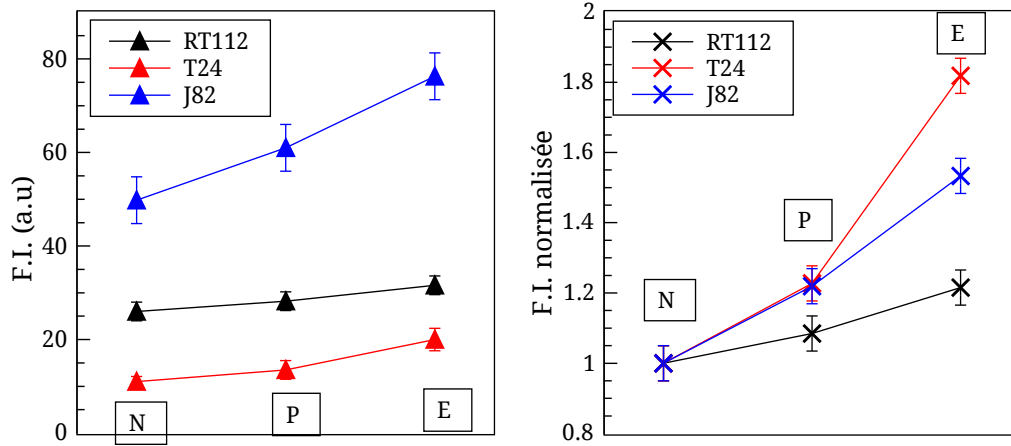 RT112
T24
J82
F.I. (a.u)
80
60
40
20
0
N
P
E
RT112
T24
J82
F.I. normalisée
2
1.8
1.6
1.4
1.2
1
0.8
N
P
E